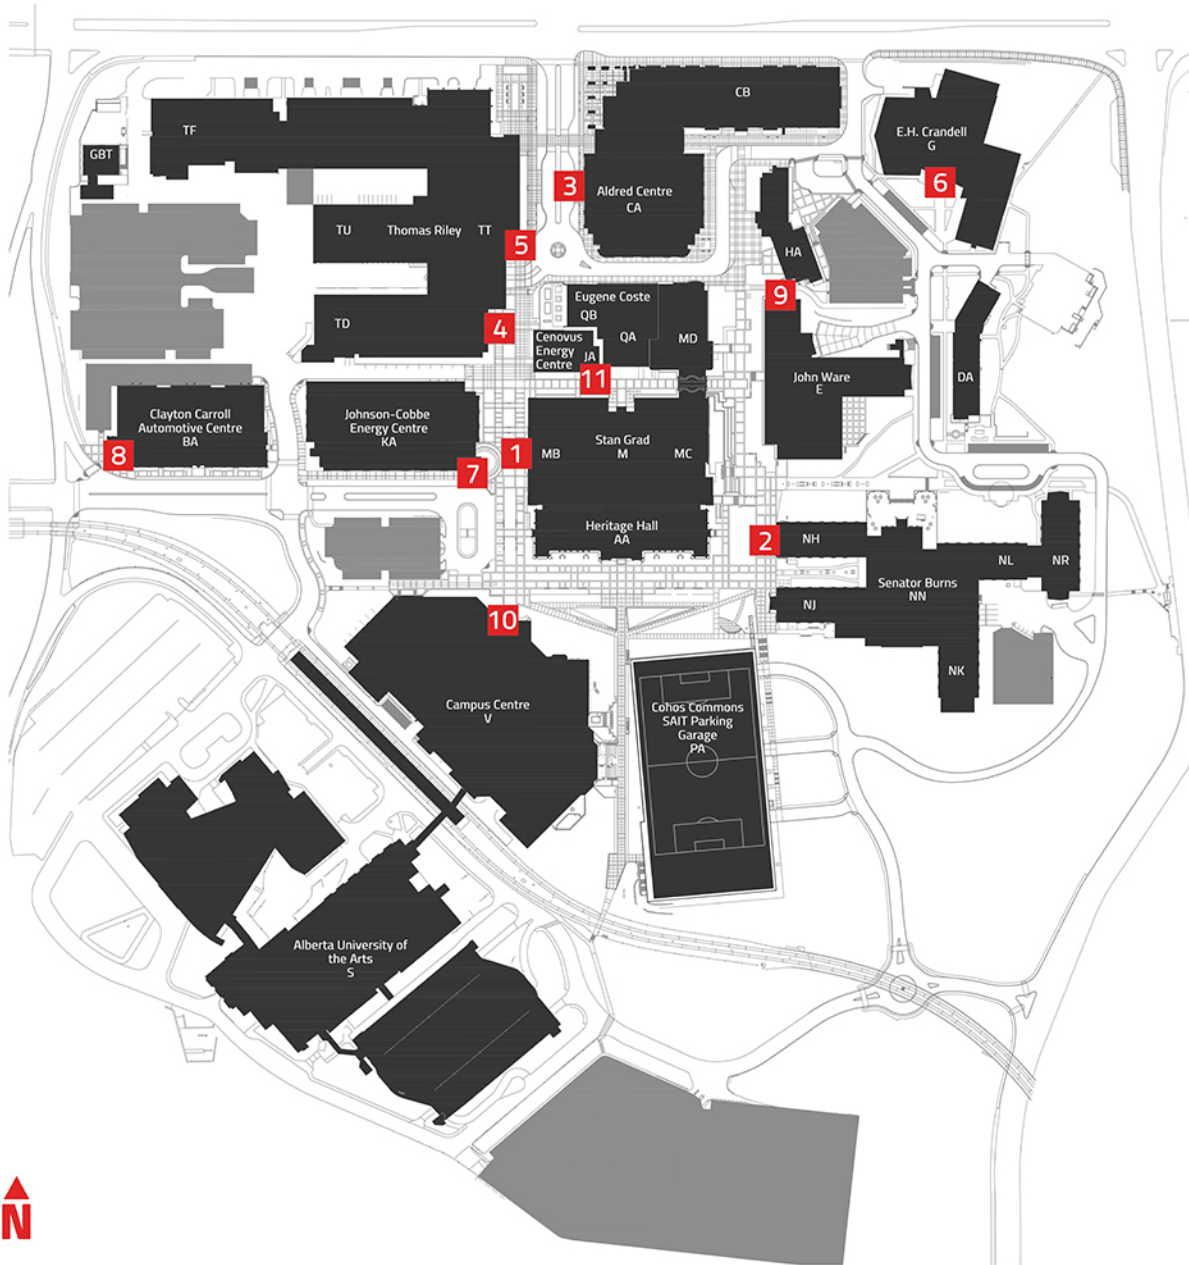 CB
TF
E.H. Crandell
G
GBT
6
3
Aldred Centre
CA
TU
Thomas Riley
TT
5
HA
Eugene Coste
QB
9
TD
4
QA
MD
Cenovus
Energy
Centre
JA
11
John Ware
E
DA
Clayton Carroll
Automotive Centre
BA
Johnson-Cobbe
Energy Centre
KA
8
7
1
MB
Stan Grad
M
MC
Heritage Hall
AA
2
NH
NL
NR
Senator Burns
NN
NJ
NK
10
Campus Centre
V
Cohos Commons
SAIT Parking
Garage
PA
Alberta University of
the Arts
S
N